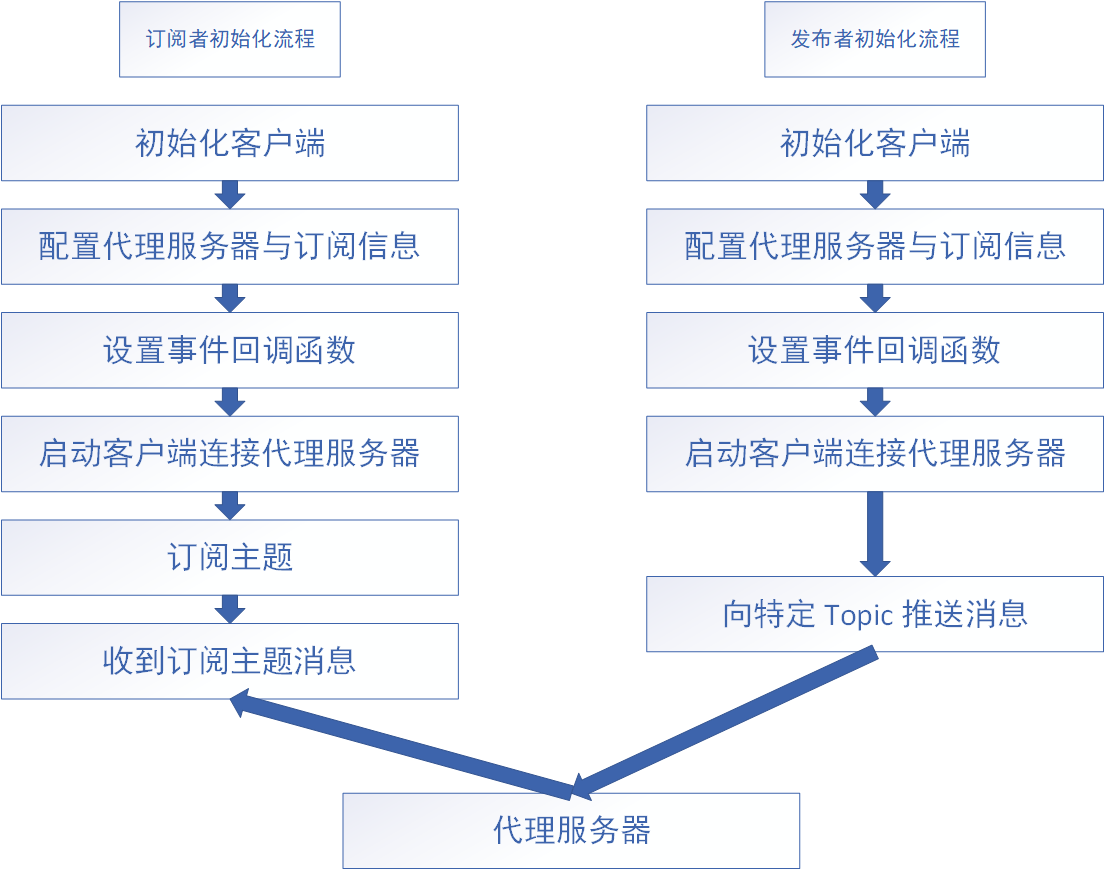 订阅者初始化流程
初始化客户端
配置代理服务器与订阅信息
设置事件回调函数
启动客户端连接代理服务器
订阅主题
收到订阅主题消息
发布者初始化流程
初始化客户端
配置代理服务器与订阅信息
设置事件回调函数
启动客户端连接代理服务器
向特定 Topic 推送消息
代理服务器